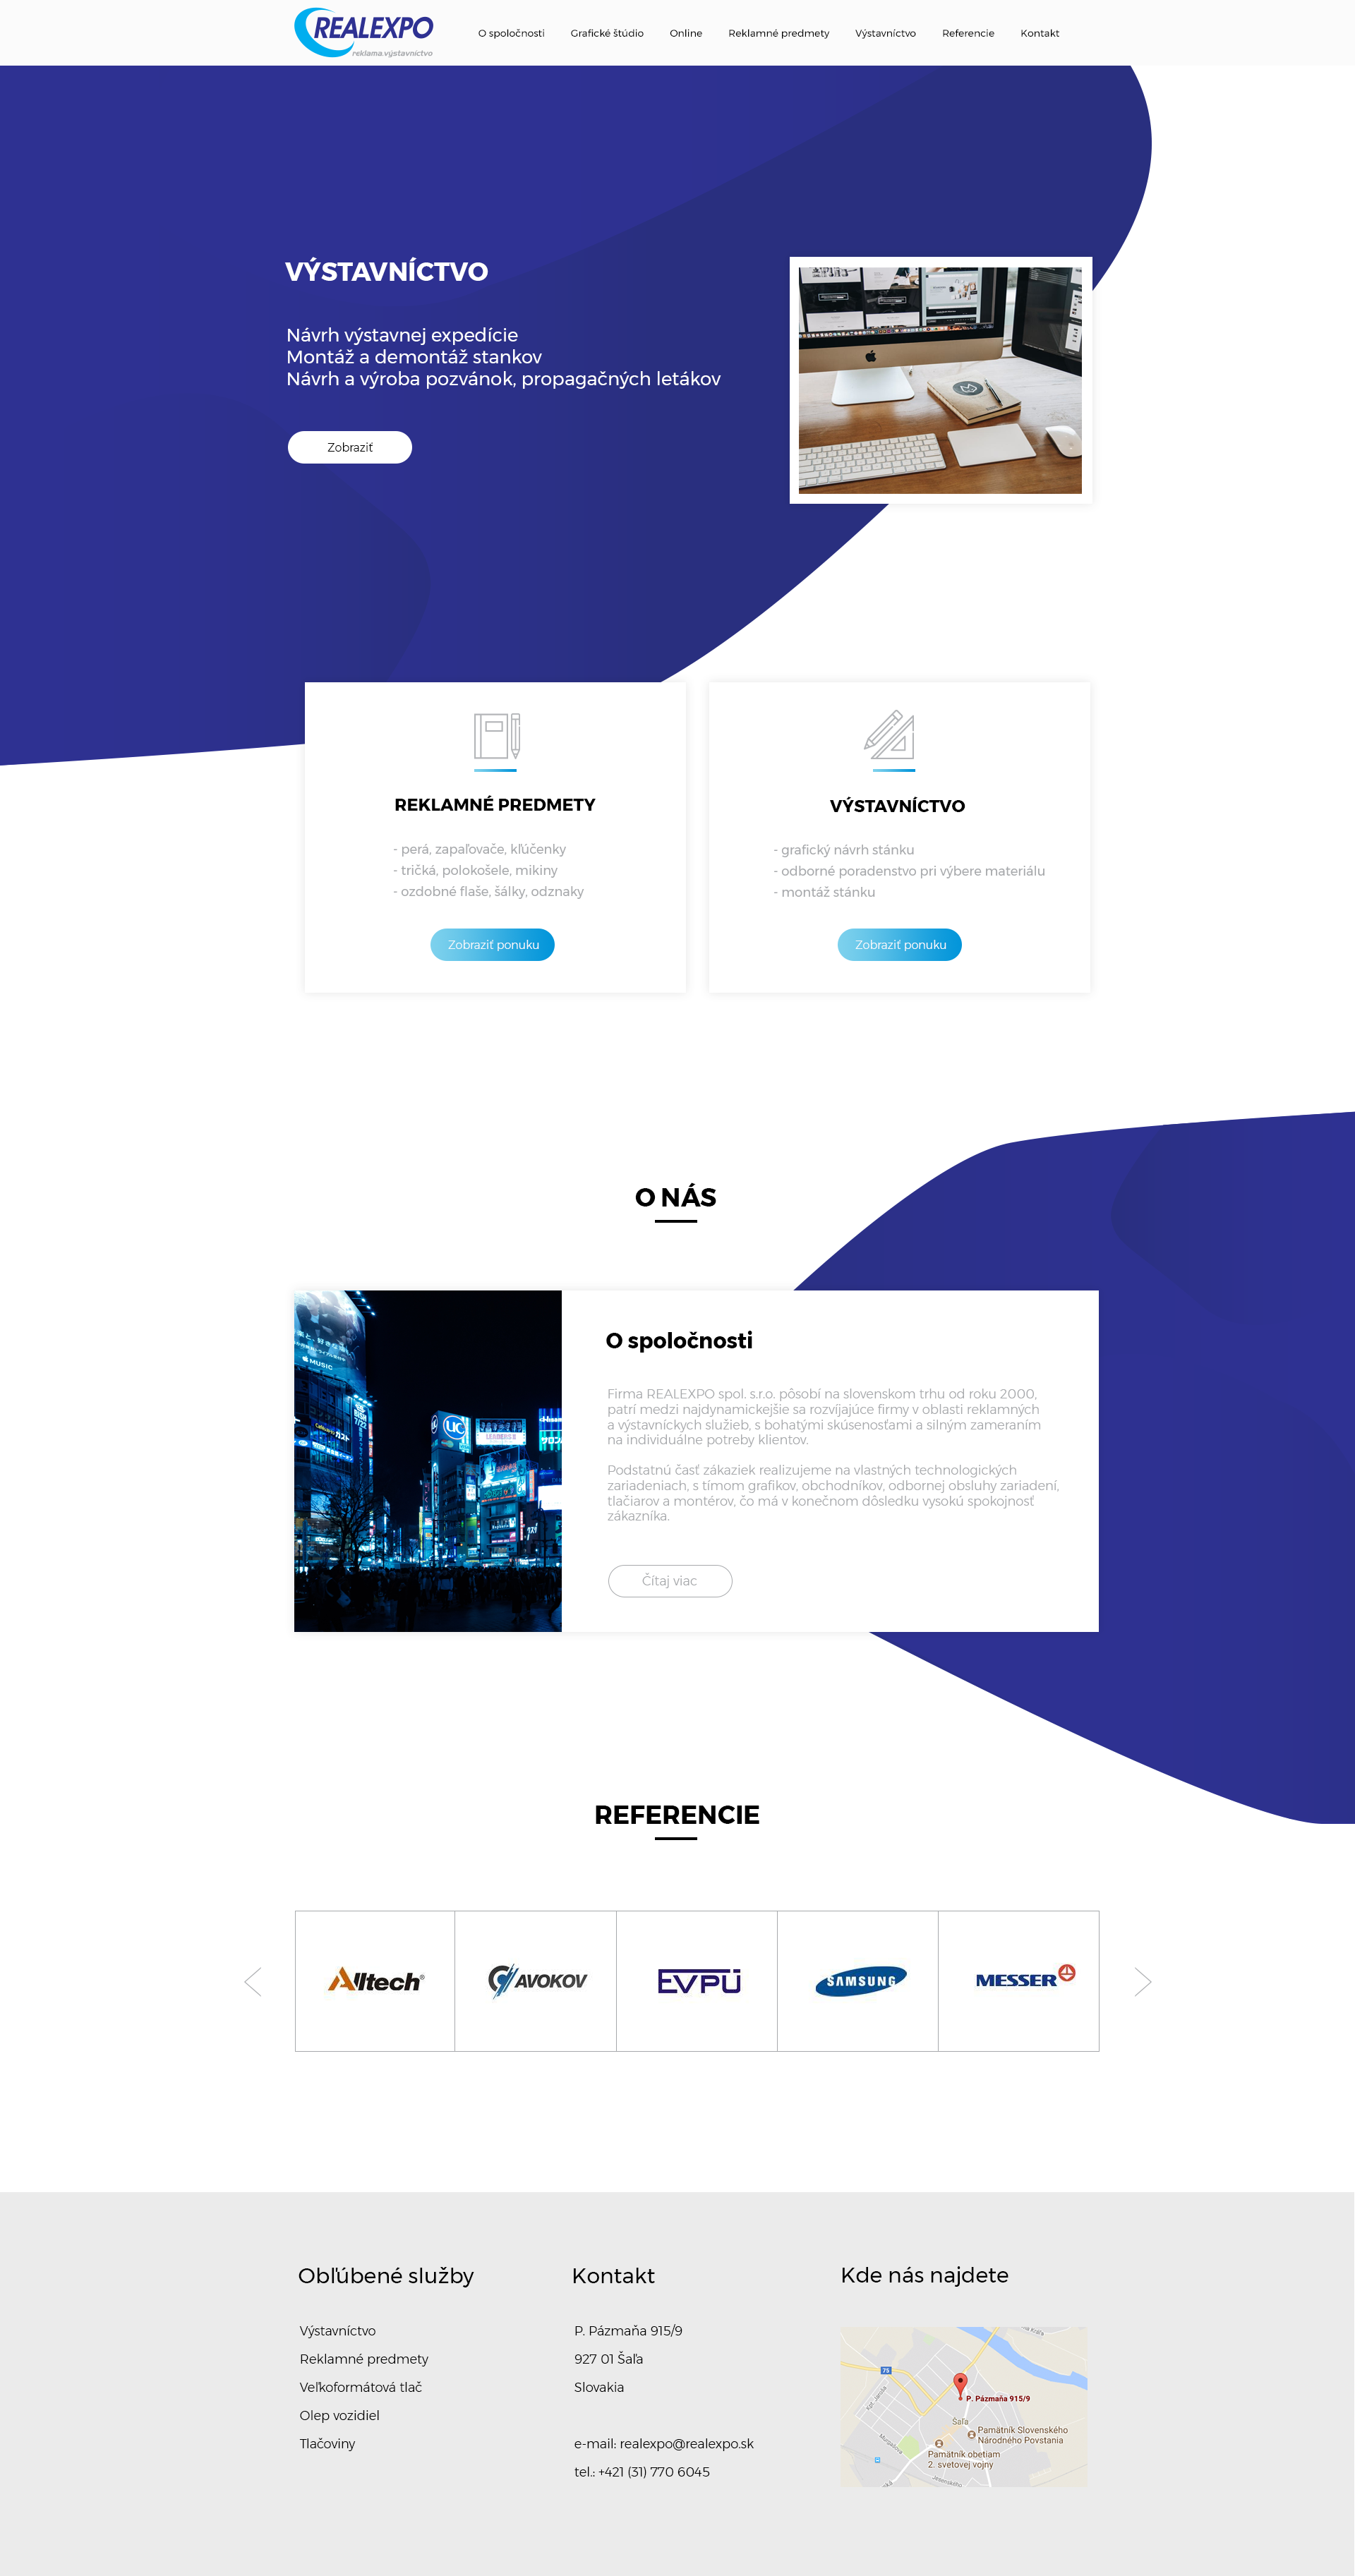 REALEXPO
reklama.výstavníctvo
O spoločnosti
Grafické štúdio
Online
Reklamné predmety
Výstavníctvo
Referencie
Kontakt
VÝSTAVNÍCTVO
Návrh výstavnej expedície
Montáž a demontáž stankov
Návrh a výroba pozvánok, propagačných letákov
Zobraziť
REKLAMNÉ PREDMETY
- perá, zapaľovače, kľúčenky
- tričká, polokošele, mikiny
- ozdobné flaše, šálky, odznaky
Zobraziť ponuku
VÝSTAVNÍCTVO
- grafický návrh stánku
- odborné poradenstvo pri výbere materiálu
- montáž stánku
Zobraziť ponuku
O NÁS
MUSIC
UC
O spoločnosti
Firma REALEXPO spol. s.r.o. pôsobí na slovenskom trhu od roku 2000,
patrí medzi najdynamickejšie sa rozvíjajúce firmy v oblasti reklamných
a výstavníckych služieb, s bohatými skúsenosťami a silným zameraním
na individuálne potreby klientov.
Podstatnú časť zákaziek realizujeme na vlastných technologických
zariadeniach, s tímom grafikov, obchodníkov, odbornej obsluhy zariadení,
tlačiarov a montérov, čo má v konečnom dôsledku vysokú spokojnosť
zákazníka.
Čítaj viac
REFERENCIE
Alltech®
AVOKOV
EVPÚ
SAMSUNG
MESSER
Obľúbené služby
Výstavníctvo
Reklamné predmety
Veľkoformátová tlač
Olep vozidiel
Tlačoviny
Kontakt
P. Pázmaňa 915/9
927 01 Šaľa
Slovakia
e-mail: realexpo@realexpo.sk
tel.: +421 (31) 770 6045
Kde nás najdete
75
P. Pázmaňa 915/9
Šaľa
Pamätník Slovenského
Národného Povstania
Pamätník obetiam
2. svetovej vojny